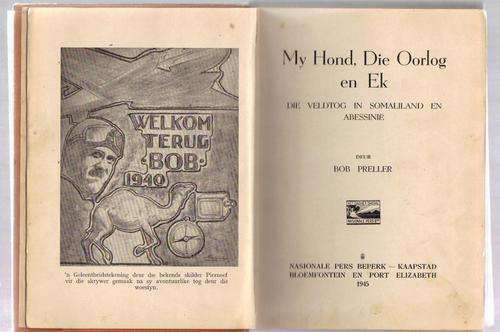 WELKOM
TERUG
·BOB·
1940
'n Geleentheidstekening deur die bekende skilder Pierneef
vir die skrywer gemaak na sy avontuurlike tog deur die
woestyn.
My Hond, Die Oorlog
en Ek
DIE VELDTOG IN SOMALILAND EN
ABESSINIË
DEUR
BOB PRELLER
NASIONALE PERS BEPERK — KAAPSTAD
BLOEMFONTEIN EN PORT ELIZABETH
1945